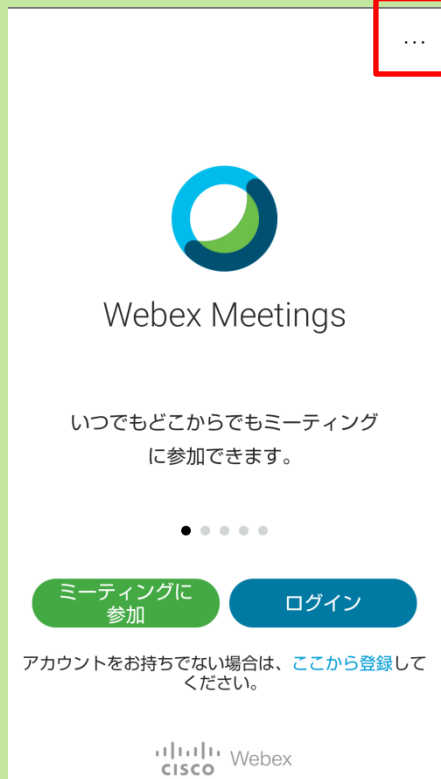 ...
Webex Meetings
いつでもどこからでもミーティング
に参加できます。
ミーティングに
参加
ログイン
アカウントをお持ちでない場合は、ここから登録して
ください。
CISCO Webex